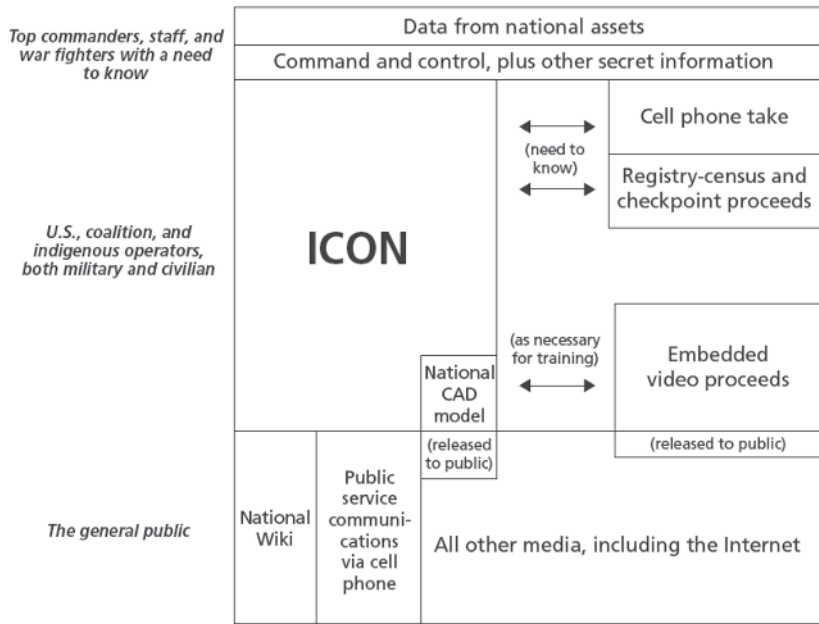 Top commanders, staff, and
war fighters with a need
to know
Data from national assets
Command and control, plus other secret information
U.S., coalition, and
indigenous operators,
both military and civilian
ICON
(need to
know)
Cell phone take
Registry-census and
checkpoint proceeds
National
CAD
model
(as necessary
for training)
Embedded
video proceeds
The general public
National
Wiki
Public
service
communi-
cations
via cell
phone
(released
to public)
(released to public)
All other media, including the Internet